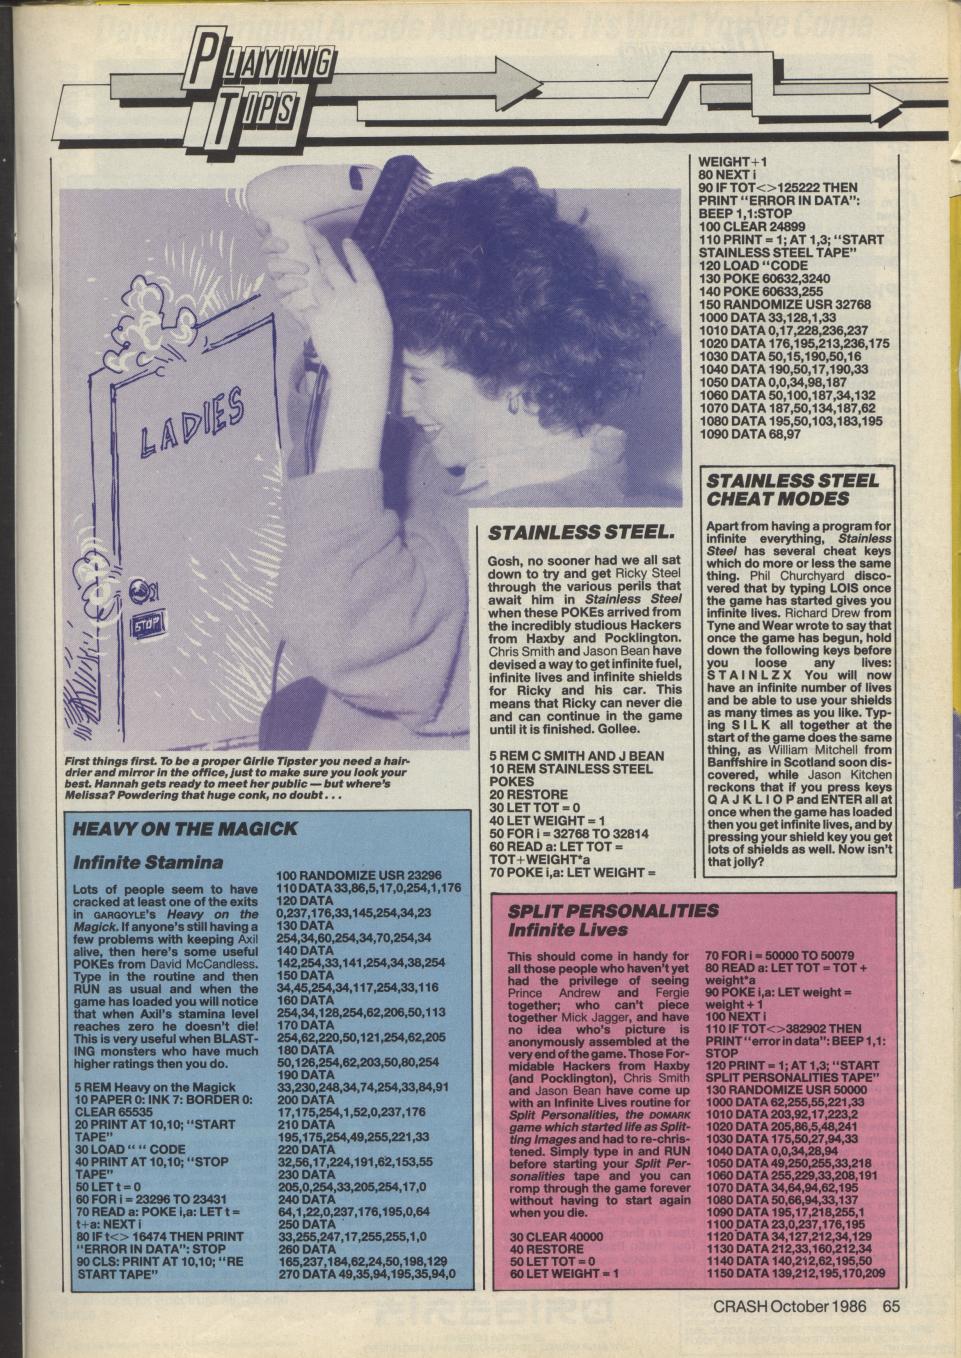 PLAYING
TIPS
LADIES
STOP
First things first. To be a proper Girlie Tipster you need a hair-
drier and mirror in the office, just to make sure you look your
best. Hannah gets ready to meet her public — but where's
Melissa? Powdering that huge conk, no doubt . . .
HEAVY ON THE MAGICK
Infinite Stamina
Lots of people seem to have
cracked at least one of the exits
in GARGOYLE'S Heavy on the
Magick. If anyone's still having a
few problems with keeping Axil
alive, then here's some useful
POKEs from David McCandless.
Type in the routine and then
RUN as usual and when the
game has loaded you will notice
that when Axil's stamina level
reaches zero he doesn't die!
This is very useful when BLAST-
ING monsters who have much
higher ratings then you do.
5 REM Heavy on the Magick
10 PAPER 0: INK 7: BORDER 0:
CLEAR 65535
20 PRINT AT 10,10; "START
TAPE"
30 LOAD " " CODE
40 PRINT AT 10,10; "STOP
TAPE"
50 LET t = 0
60 FOR i = 23296 TO 23431
70 READ a: POKE i,a: LET t =
t+a: NEXT i
80 IF t<> 16474 THEN PRINT
"ERROR IN DATA": STOP
90 CLS: PRINT AT 10,10; "RE
START TAPE"
100 RANDOMIZE USR 23296
110 DATA 33,86,5,17,0,254,1,176
120 DATA
0,237,176,33,145,254,34,23
130 DATA
254,34,60,254,34,70,254,34
140 DATA
142,254,33,141,254,34,38,254
150 DATA
34,45,254,34,117,254,33,116
160 DATA
254,34,128,254,62,206,50,113
170 DATA
254,62,220,50,121,254,62,205
180 DATA
50,126,254,62,203,50,80,254
190 DATA
33,230,248,34,74,254,33,84,91
200 DATA
17,175,254,1,52,0,237,176
210 DATA
195,175,254,49,255,221,33
220 DATA
32,56,17,224,191,62,153,55
230 DATA
205,0,254,33,205,254,17,0
240 DATA
64,1,22,0,237,176,195,0,64
250 DATA
33,255,247,17,255,255,1,0
260 DATA
165,237,184,62,24,50,198,129
270 DATA 49,35,94,195,35,94,0
STAINLESS STEEL.
Gosh, no sooner had we all sat
down to try and get Ricky Steel
through the various perils that
await him in Stainless Steel
when these POKEs arrived from
the incredibly studious Hackers
from Haxby and Pocklington.
Chris Smith and Jason Bean have
devised a way to get infinite fuel,
infinite lives and infinite shields
for Ricky and his car. This
means that Ricky can never die
and can continue in the game
until it is finished. Gollee.
5 REM C SMITH AND J BEAN
10 REM STAINLESS STEEL
POKES
20 RESTORE
30 LET TOT = 0
40 LET WEIGHT = 1
50 FOR i = 32768 TO 32814
60 READ a: LET TOT =
TOT+WEIGHT*a
70 POKE i,a: LET WEIGHT =
WEIGHT+1
80 NEXT i
90 IF TOT<>125222 THEN
PRINT "ERROR IN DATA":
BEEP 1,1:STOP
100 CLEAR 24899
110 PRINT = 1; AT 1,3; "START
STAINLESS STEEL TAPE"
120 LOAD "CODE
130 POKE 60632,3240
140 POKE 60633,255
150 RANDOMIZE USR 32768
1000 DATA 33,128,1,33
1010 DATA 0,17,228,236,237
1020 DATA 176,195,213,236,175
1030 DATA 50,15,190,50,16
1040 DATA 190,50,17,190,33
1050 DATA 0,0,34,98,187
1060 DATA 50,100,187,34,132
1070 DATA 187,50,134,187,62
1080 DATA 195,50,103,183,195
1090 DATA 68,97
STAINLESS STEEL
CHEAT MODES
Apart from having a program for
infinite everything, Stainless
Steel has several cheat keys
which do more or less the same
thing. Phil Churchyard disco-
vered that by typing LOIS once
the game has started gives you
infinite lives. Richard Drew from
Tyne and Wear wrote to say that
once the game has begun, hold
down the following keys before
you loose any lives:
S T A I N L Z X You will now
have an infinite number of lives
and be able to use your shields
as many times as you like. Typ-
ing S I L K all together at the
start of the game does the same
thing, as William Mitchell from
Banffshire in Scotland soon dis-
covered, while Jason Kitchen
reckons that if you press keys
Q A J K L I O P and ENTER all at
once when the game has loaded
then you get infinite lives, and by
pressing your shield key you get
lots of shields as well. Now isn't
that jolly?
SPLIT PERSONALITIES
Infinite Lives
This should come in handy for
all those people who haven't yet
had the privilege of seeing
Prince Andrew and Fergie
together; who can't piece
together Mick Jagger, and have
no idea who's picture is
anonymously assembled at the
very end of the game. Those For-
midable Hackers from Haxby
(and Pocklington), Chris Smith
and Jason Bean have come up
with an Infinite Lives routine for
Split Personalities, the DOMARK
game which started life as Split-
ting Images and had to re-chris-
tened. Simply type in and RUN
before starting your Split Per-
sonalities tape and you can
romp through the game forever
without having to start again
when you die.
30 CLEAR 40000
40 RESTORE
50 LET TOT = 0
60 LET WEIGHT = 1
70 FOR i = 50000 TO 50079
80 READ a: LET TOT = TOT +
weight*a
90 POKE i,a: LET weight =
weight + 1
100 NEXT i
110 IF TOT<>382902 THEN
PRINT "error in data": BEEP 1,1:
STOP
120 PRINT = 1; AT 1,3; "START
SPLIT PERSONALITIES TAPE"
130 RANDOMIZE USR 50000
1000 DATA 62,255,55,221,33
1010 DATA 203,92,17,223,2
1020 DATA 205,86,5,48,241
1030 DATA 175,50,27,94,33
1040 DATA 0,0,34,28,94
1050 DATA 49,250,255,33,218
1060 DATA 255,229,33,208,191
1070 DATA 34,64,94,62,195
1080 DATA 50,66,94,33,137
1090 DATA 195,17,218,255,1
1100 DATA 23,0,237,176,195
1120 DATA 34,127,212,34,129
1130 DATA 212,33,160,212,34
1140 DATA 140,212,62,195,50
1150 DATA 139,212,195,170,209
CRASH October 1986 65